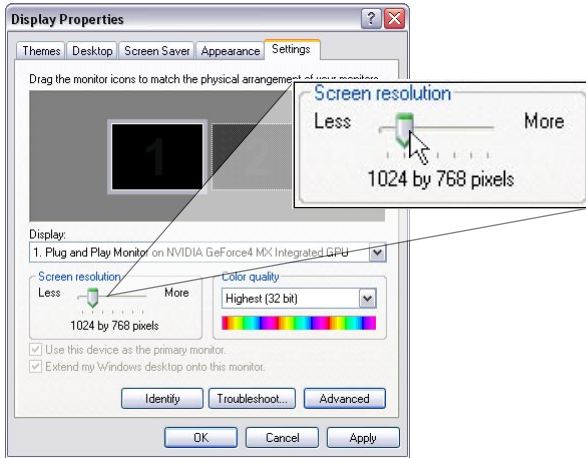 Display Properties
Themes Desktop Screen Saver Appearance Settings
Drag the monitor icons to match the physical arrangement of your monitors.
1 2
Screen resolution
Less More
1024 by 768 pixels
Display:
1. Plug and Play Monitor on NVIDIA GeForce4 MX Integrated GPU
Screen resolution
Less More
1024 by 768 pixels
Color quality
Highest (32 bit)
Use this device as the primary monitor.
Extend my Windows desktop onto this monitor.
Identify Troubleshoot... Advanced
OK Cancel Apply